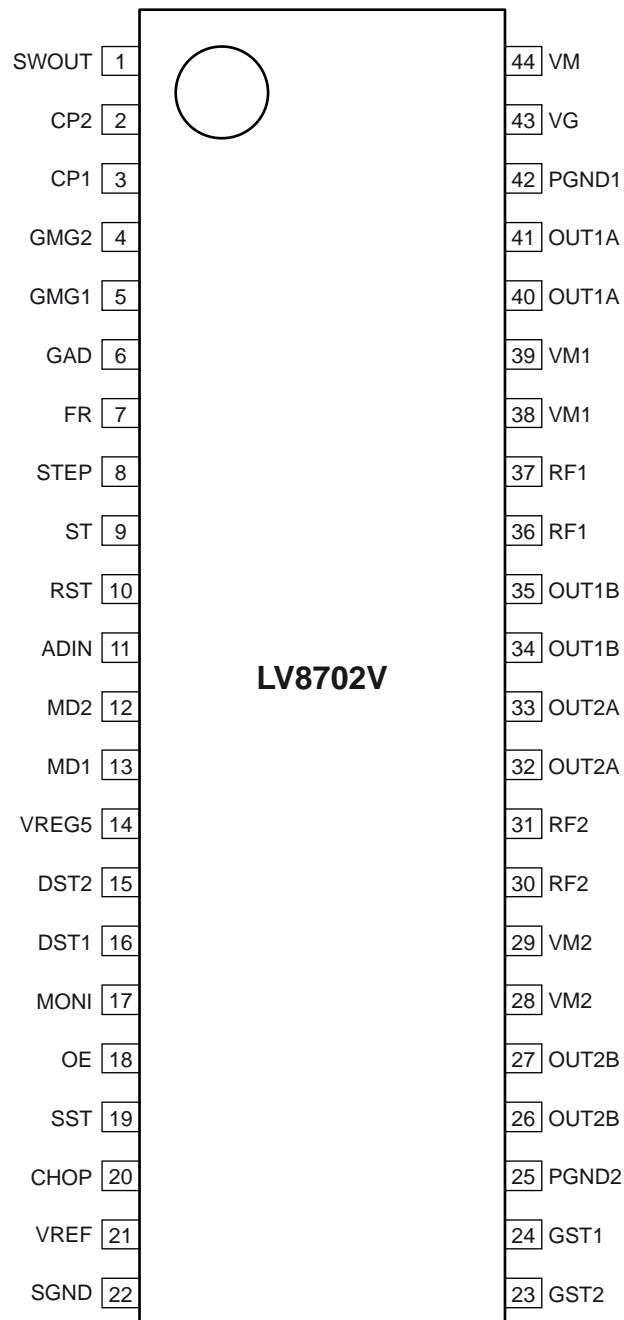 SWOUT 1 44 VM
CP2 2 43 VG
CP1 3 42 PGND1
GMG2 4 41 OUT1A
GMG1 5 40 OUT1A
GAD 6 39 VM1
FR 7 38 VM1
STEP 8 37 RF1
ST 9 36 RF1
RST 10 35 OUT1B
ADIN 11 34 OUT1B
LV8702V
MD2 12 33 OUT2A
MD1 13 32 OUT2A
VREG5 14 31 RF2
DST2 15 30 RF2
DST1 16 29 VM2
MONI 17 28 VM2
OE 18 27 OUT2B
SST 19 26 OUT2B
CHOP 20 25 PGND2
VREF 21 24 GST1
SGND 22 23 GST2